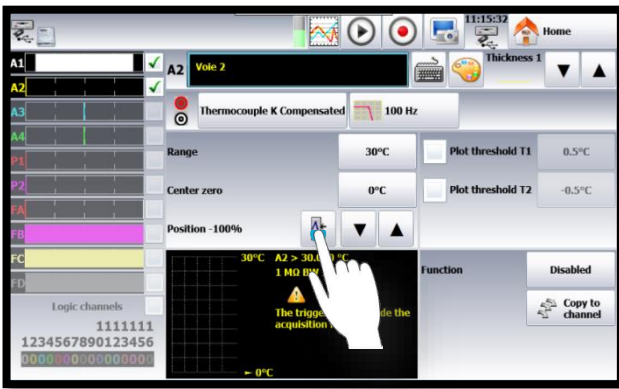 11:15:32
Home
A1
A2 Voie 2
Thickness 1
A2
A3
Thermocouple K Compensated
100 Hz
A4
P1
Range
30°C
Plot threshold T1
0.5°C
P2
Center zero
0°C
Plot threshold T2
-0.5°C
FA
FB
Position -100%
FC
30°C
A2 > 30.0
°C
Function
Disabled
1 MΩ BW
FD
Logic channels
The trigge
de the
acquisition
Copy to
channel
1111111
1234567890123456
0000000000000000
0°C